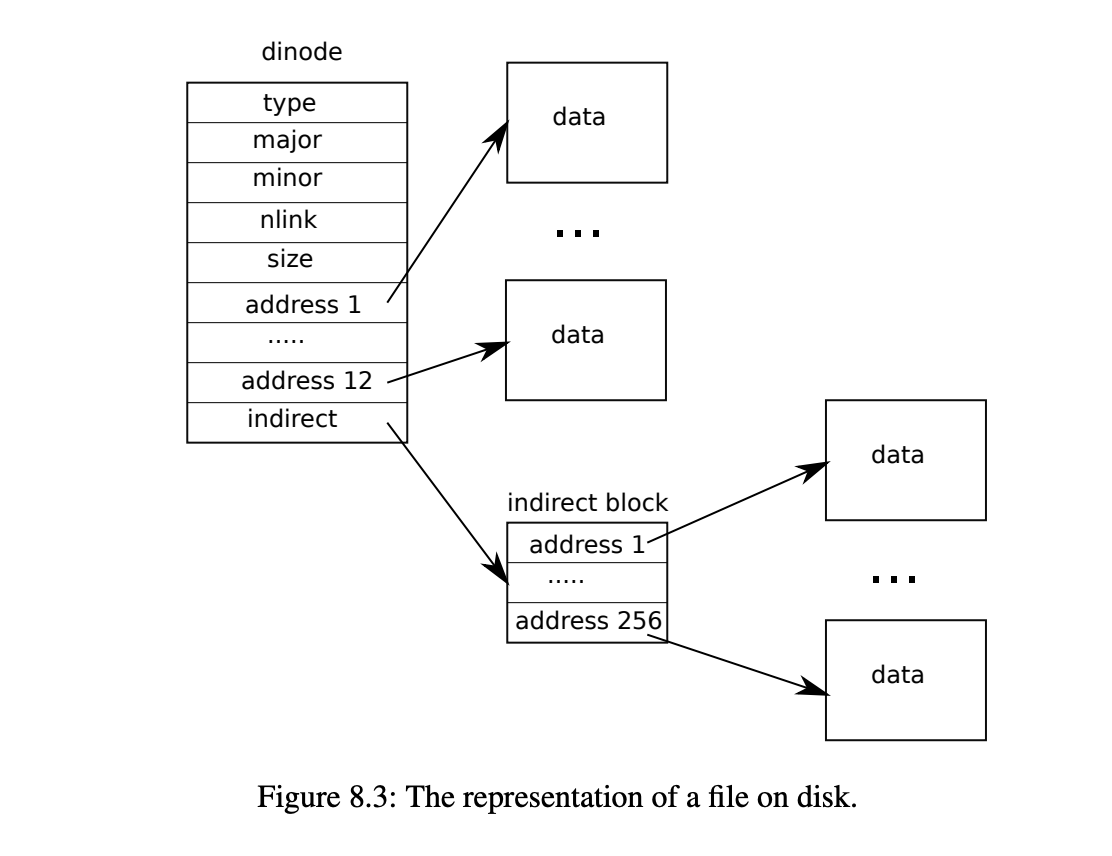 dinode
type
major
minor
nlink
size
address 1
.....
address 12
indirect
data
...
data
indirect block
address 1
.....
address 256
data
...
data
Figure 8.3: The representation of a file on disk.